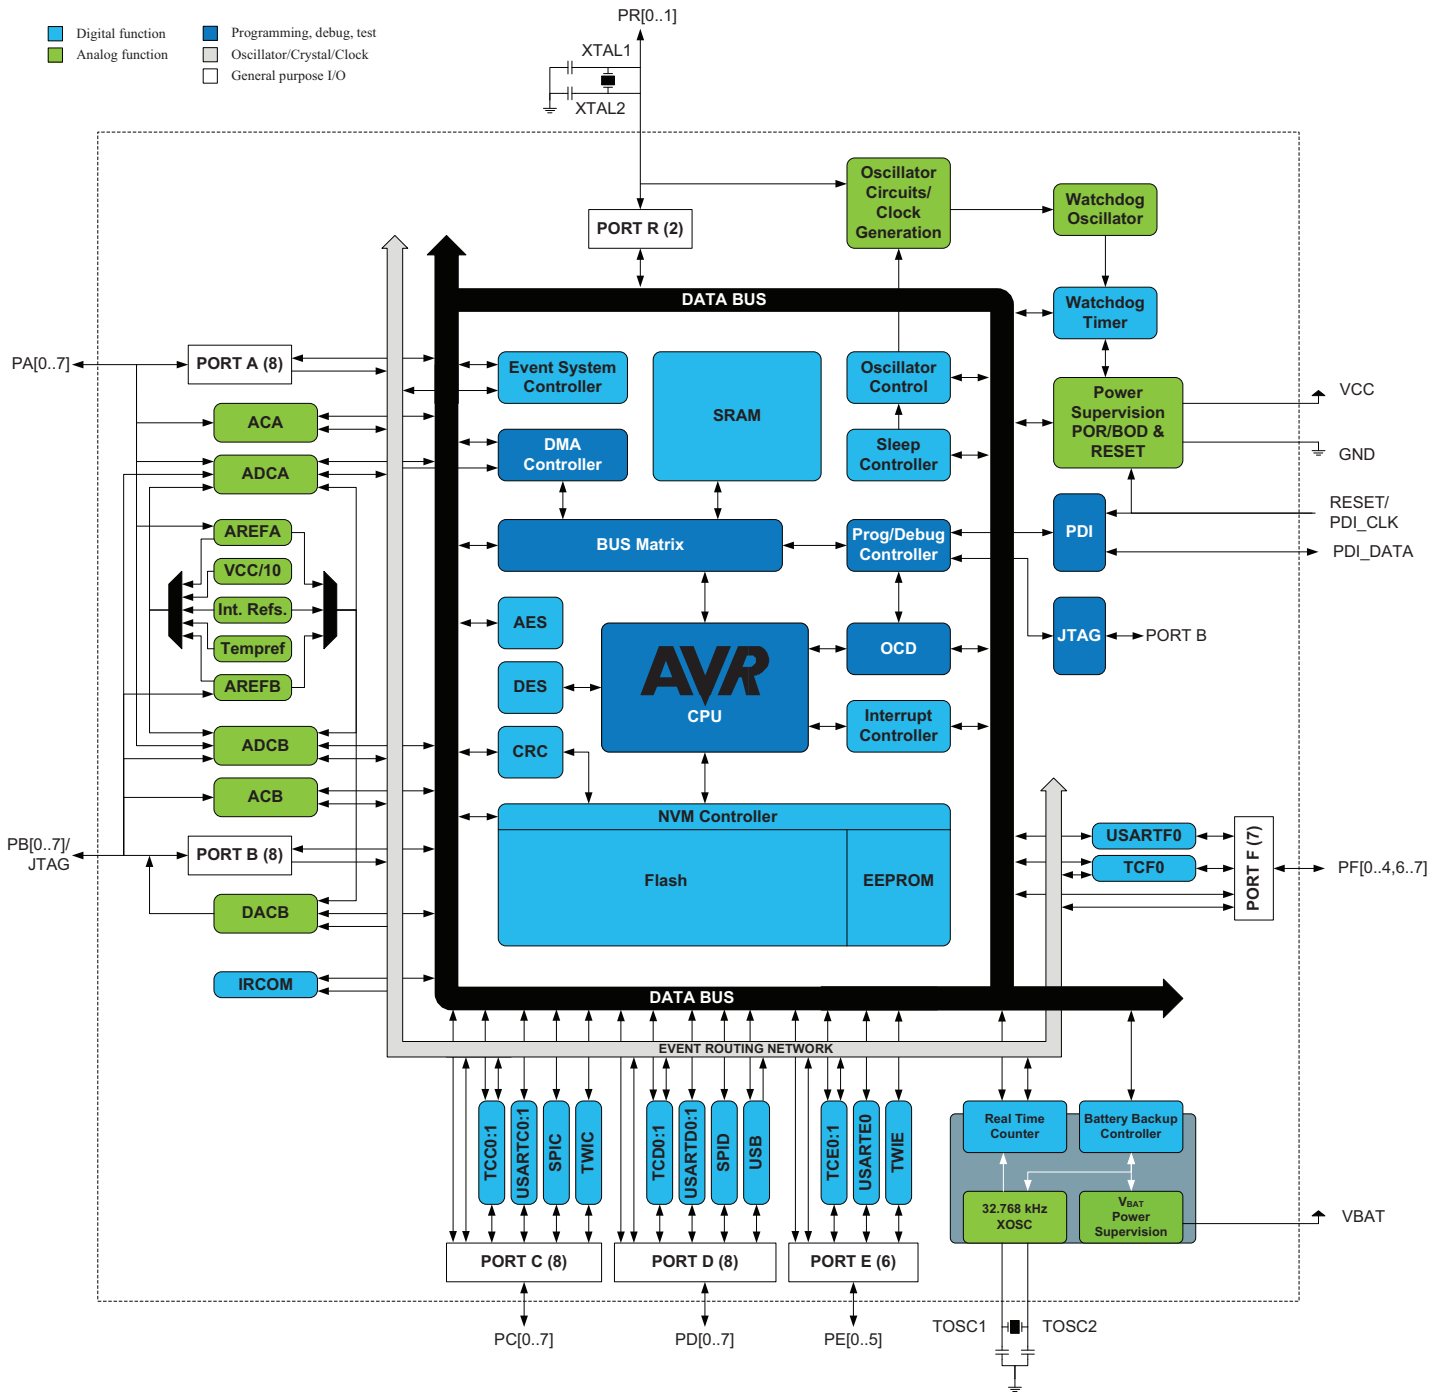 PR[0..1]
Digital function
Programming, debug, test
Analog function
Oscillator/Crystal/Clock
General purpose I/O
XTAL1
XTAL2
Oscillator
Circuits/
Clock
Generation
Watchdog
Oscillator
PORT R (2)
DATA BUS
Watchdog
Timer
PA[0..7]
PORT A (8)
Event System
Controller
SRAM
Oscillator
Control
Power
Supervision
POR/BOD &
RESET
VCC
GND
ACA
DMA
Controller
Sleep
Controller
ADCA
RESET/
PDI_CLK
PDI_DATA
AREFA
BUS Matrix
Prog/Debug
Controller
PDI
VCC/10
Int. Refs.
Tempref
AREFB
AES
DES
CRC
AVR
CPU
OCD
JTAG
PORT B
Interrupt
Controller
ADCB
ACB
PB[0..7]/
JTAG
PORT B (8)
DACB
IRCOM
NVM Controller
Flash
EEPROM
USARTF0
TCF0
PORT F (7)
PF[0..4,6..7]
DATA BUS
EVENT ROUTING NETWORK
TCC0:1
USARTC0:1
SPIC
TWIC
TCD0:1
USARTD0:1
SPID
USB
TCE0:1
USARTE0
TWIE
Real Time
Counter
Battery Backup
Controller
32.768 kHz
XOSC
VBAT
Power
Supervision
VBAT
PORT C (8)
PORT D (8)
PORT E (6)
PC[0..7]
PD[0..7]
PE[0..5]
TOSC1
TOSC2